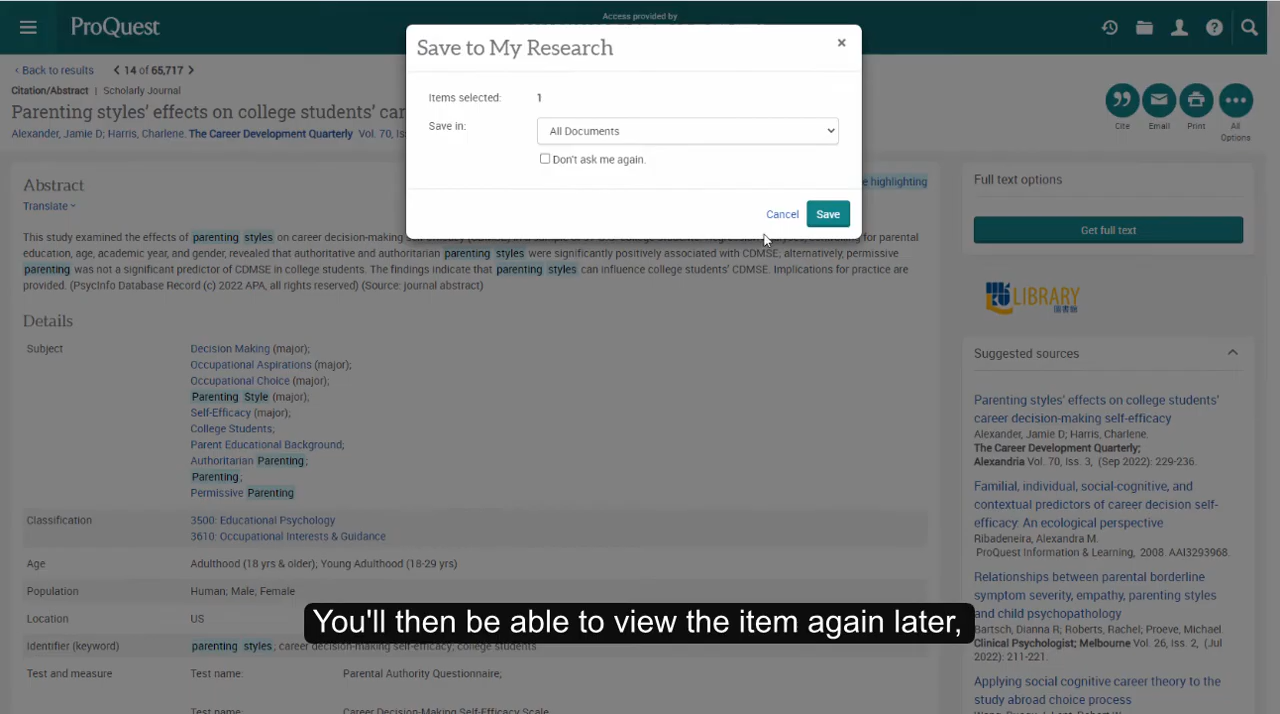 Access provided by
ProQuest
Save to My Research
×
Items selected:
1
Save in:
All Documents
Don't ask me again.
Cancel
Save
‹ Back to results
14 of 65,717
Citation/Abstract | Scholarly Journal
Parenting styles' effects on college students'
Alexander, Jamie D; Harris, Charlene. The Career Development Quarterly Vol. 70,
Cite
Email
Print
All
Options
highlighting
Abstract
Translate
This study examined the effects of parenting styles on career decision-making
for parental
education, age, academic year, and gender, revealed that authoritative and authoritarian parenting styles were significantly positively associated with CDMSE; alternatively, permissive
parenting was not a significant predictor of CDMSE in college students. The findings indicate that parenting styles can influence college students' CDMSE. Implications for practice are
provided. (PsycInfo Database Record (c) 2022 APA, all rights reserved) (Source: journal abstract)
Details
Subject
Decision Making (major);
Occupational Aspirations (major);
Occupational Choice (major);
Parenting Style (major);
Self-Efficacy (major);
College Students;
Parent Educational Background;
Authoritarian Parenting;
Parenting;
Permissive Parenting
Classification
3500: Educational Psychology
3610: Occupational Interests & Guidance
Age
Adulthood (18 yrs & older); Young Adulthood (18-29 yrs)
Population
Human; Male; Female
Location
US
Identifier (keyword)
parenting styles; career decision-making self-efficacy; college students
Test and measure
Test name:
Parental Authority Questionnaire,
Test name:
Career Decision-Making Self-Efficacy Scale
Full text options
Get full text
LIBRARY
圖書館
Suggested sources
Parenting styles' effects on college students'
career decision-making self-efficacy
Alexander, Jamie D; Harris, Charlene.
The Career Development Quarterly;
Alexandria Vol. 70, Iss. 3, (Sep 2022): 229-236.
Familial, individual, social-cognitive, and
contextual predictors of career decision self-
efficacy: An ecological perspective
Ribadeneira, Alexandra M.
ProQuest Information & Learning, 2008. AAI3293968.
Relationships between parental borderline
symptom severity, empathy, parenting styles
and child psychopathology
Bartsch, Dianna R; Roberts, Rachel; Proeve, Michael
Clinical Psychologist; Melbourne Vol. 26, Iss. 2, (Jul
2022): 211-221.
Applying social cognitive career theory to the
study abroad choice process
You'll then be able to view the item again later,